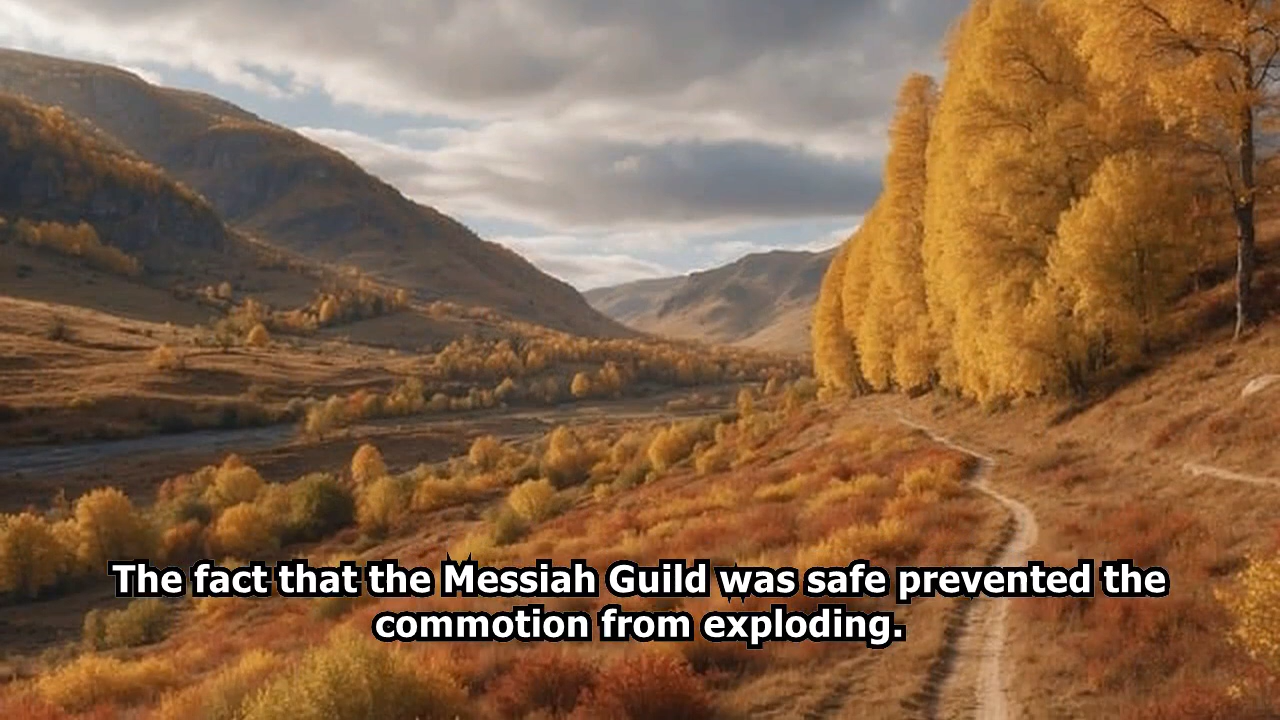 The fact that the Messiah Guild was safe prevented the
commotion from exploding.